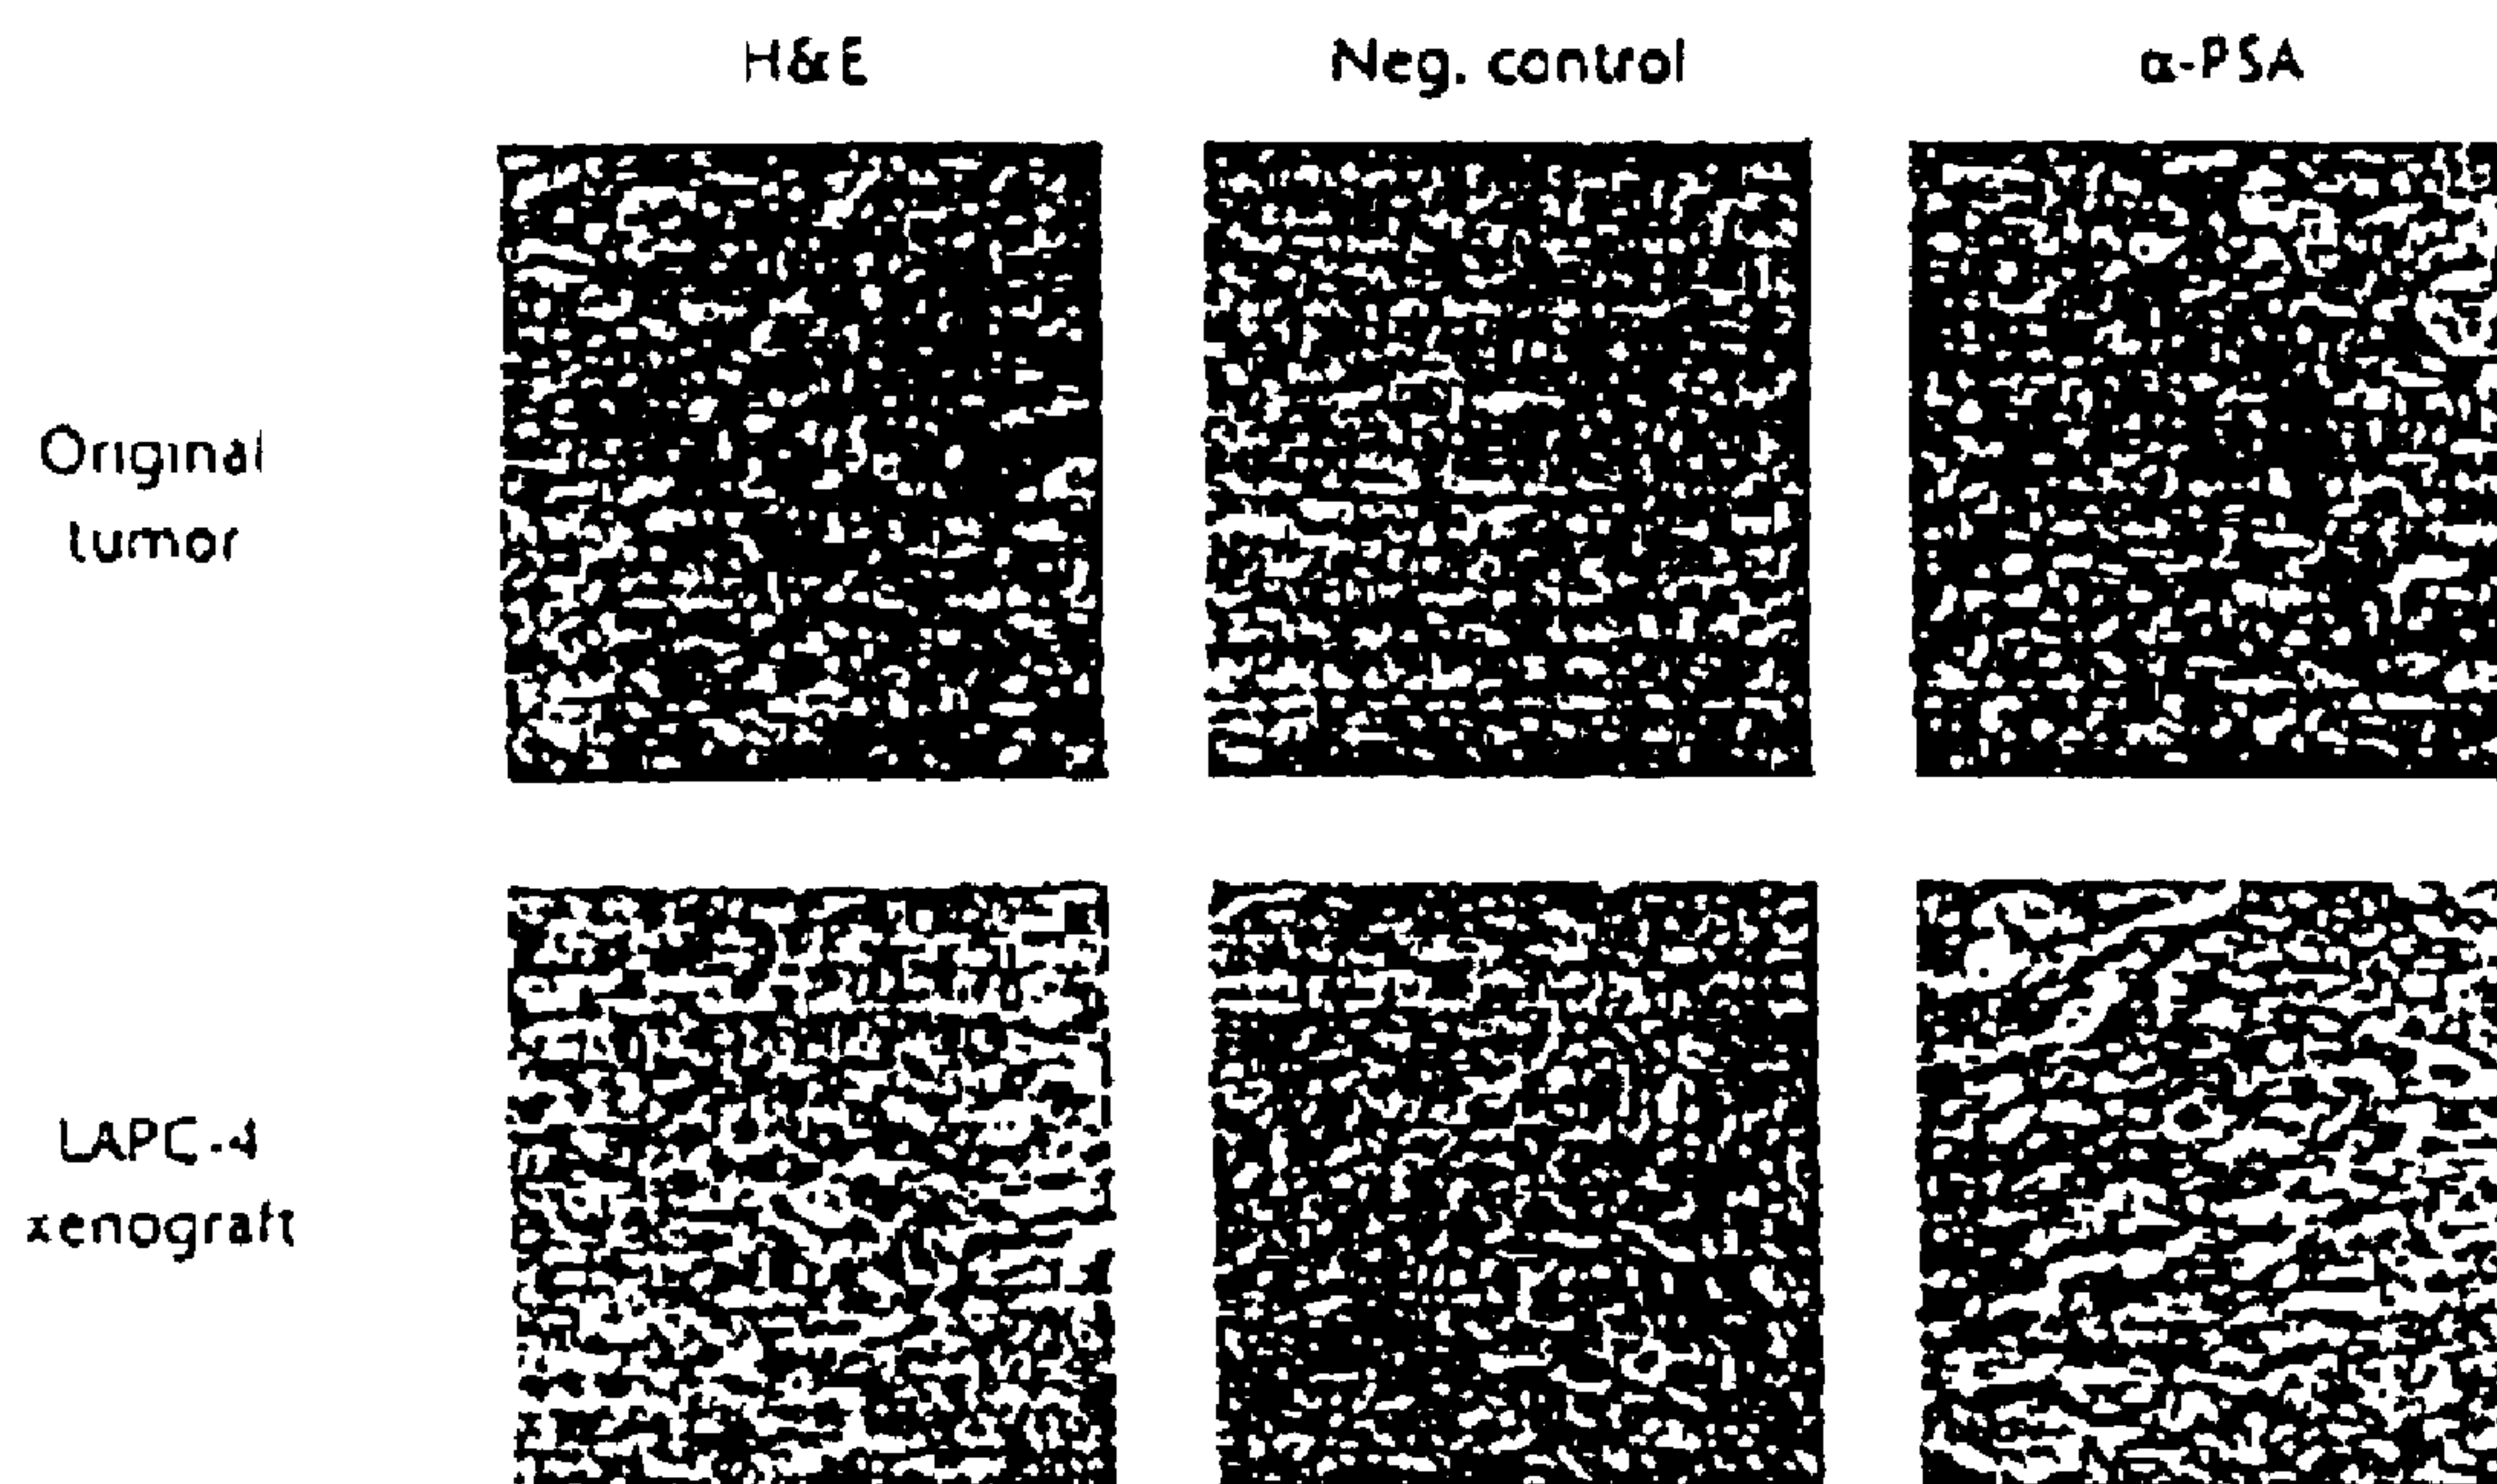 H&E Neg. control α-PSA
Original
tumor
LAPC-4
xenograft